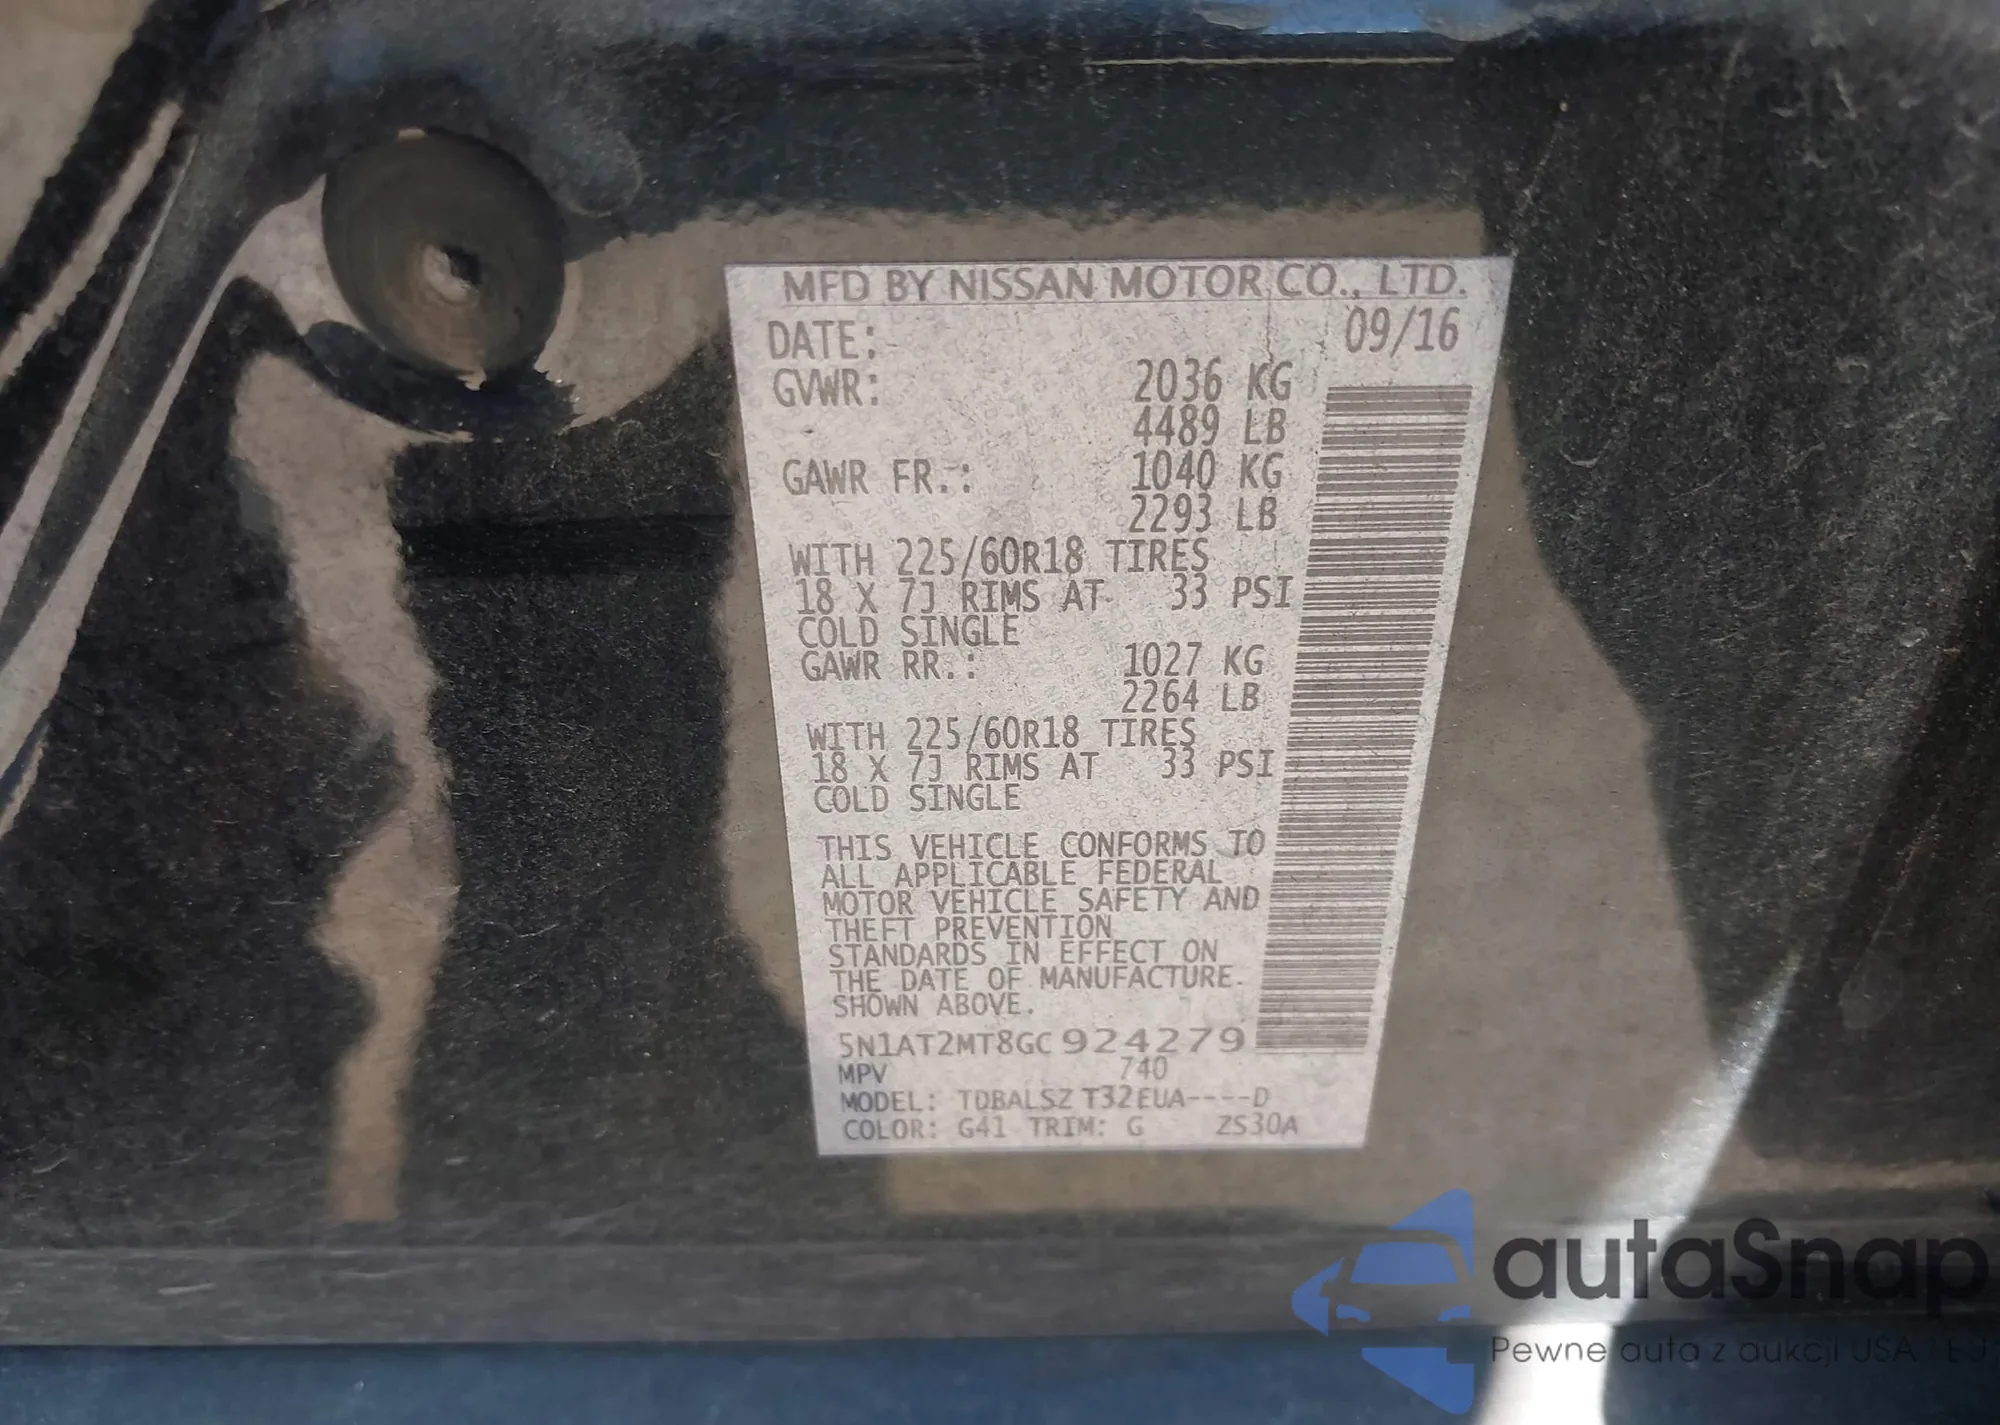 MFD BY NISSAN MOTOR CO., LTD.
DATE: 09/16
GVWR: 2036 KG
4489 LB
GAWR FR.: 1040 KG
2293 LB
WITH 225/60R18 TIRES
18 X 7J RIMS AT 33 PSI
COLD SINGLE
GAWR RR.: 1027 KG
2264 LB
WITH 225/60R18 TIRES
18 X 7J RIMS AT 33 PSI
COLD SINGLE
THIS VEHICLE CONFORMS TO
ALL APPLICABLE FEDERAL
MOTOR VEHICLE SAFETY AND
THEFT PREVENTION
STANDARDS IN EFFECT ON
THE DATE OF MANUFACTURE
SHOWN ABOVE.
5N1AT2MT8GC924279
MPV 740
MODEL: TDBALSZ T32EUA----D
COLOR: G41 TRIM: G ZS30A
autaSnap
Pewne auta z aukcji USA i EU